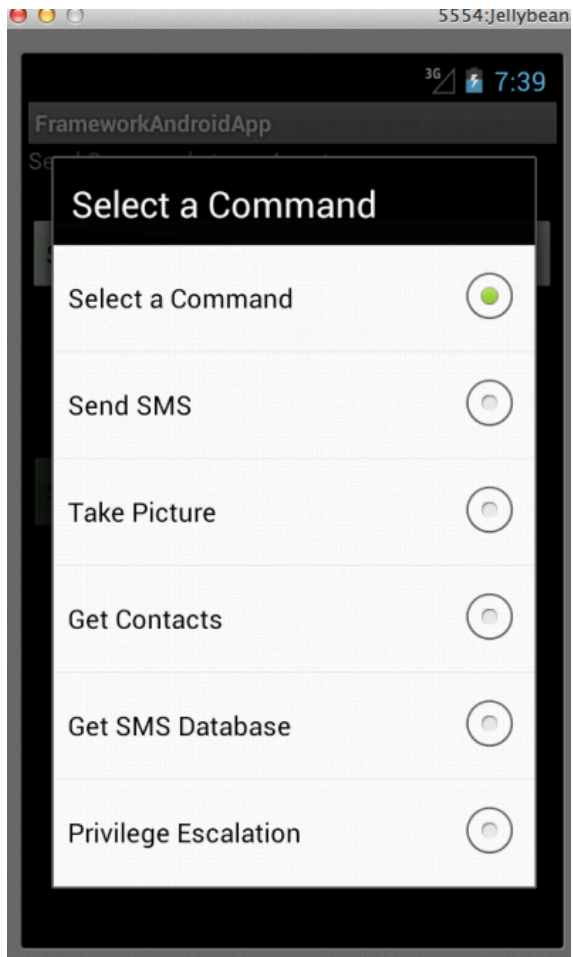 5554:Jellybean
3G 7:39
FrameworkAndroidApp
Select a Command
Select a Command
Send SMS
Take Picture
Get Contacts
Get SMS Database
Privilege Escalation